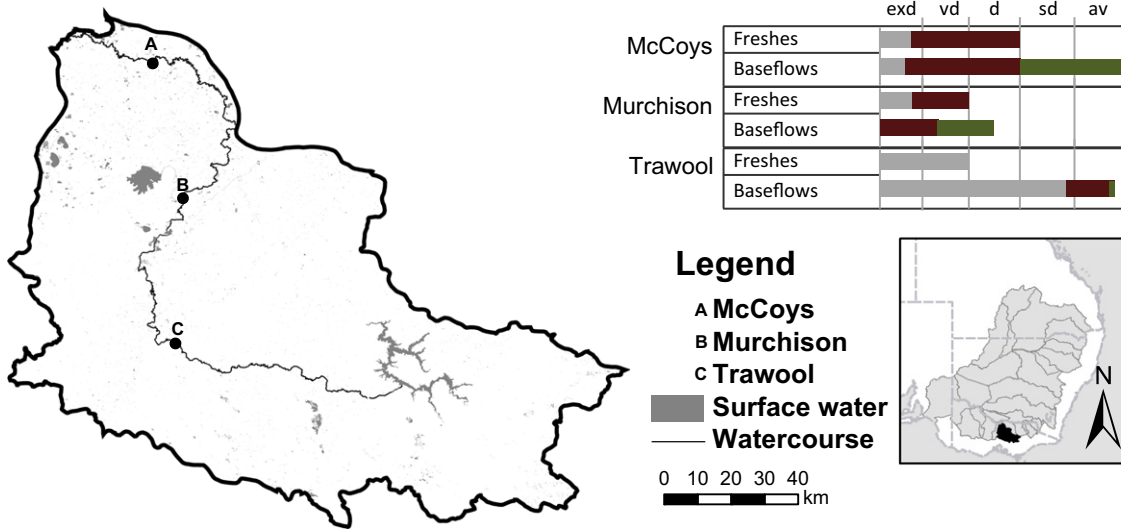 exd vd d sd av
McCoys Freshes
Baseflows
Murchison Freshes
Baseflows
Trawool Freshes
Baseflows
A
B
C
Legend
A McCoys
B Murchison
C Trawool
Surface water
Watercourse
0 10 20 30 40
km
N